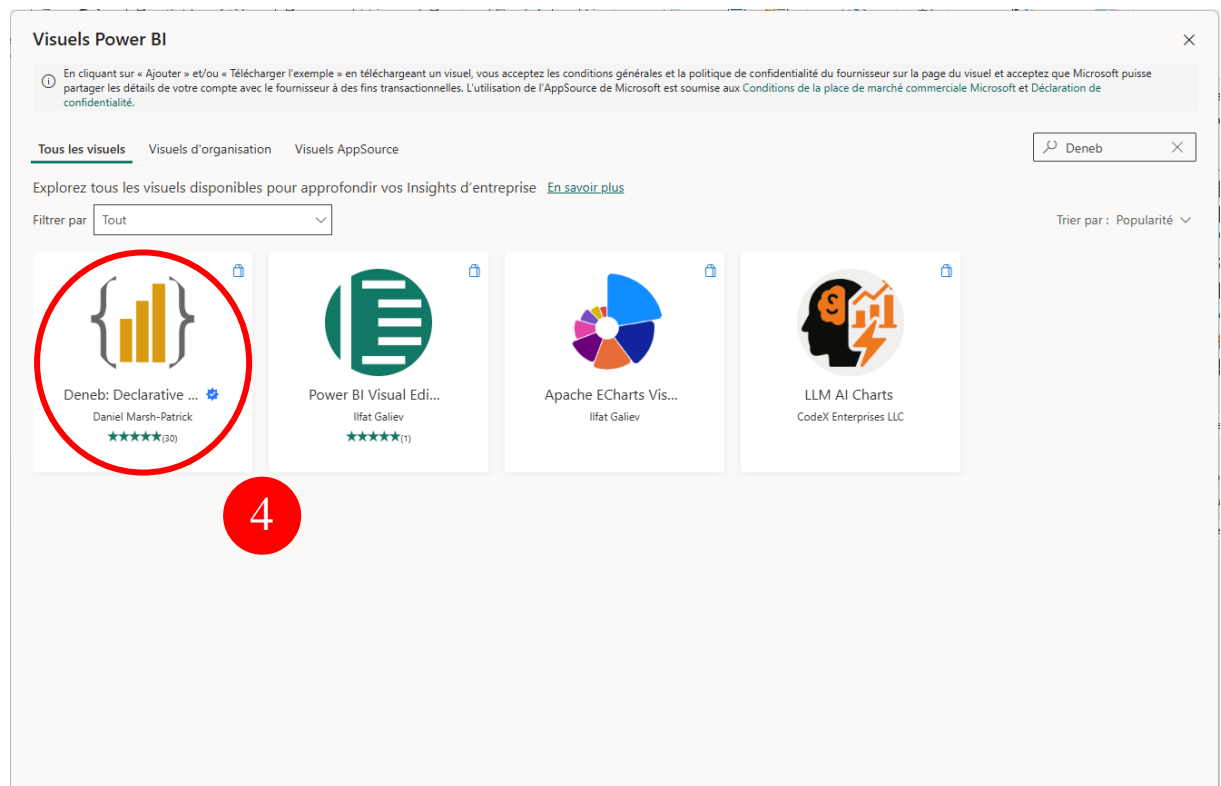 Visuels Power BI
En cliquant sur « Ajouter » et/ou « Télécharger l'exemple » en téléchargeant un visuel, vous acceptez les conditions générales et la politique de confidentialité du fournisseur sur la page du visuel et acceptez que Microsoft puisse
partager les détails de votre compte avec le fournisseur à des fins transactionnelles. L'utilisation de l'AppSource de Microsoft est soumise aux Conditions de la place de marché commerciale Microsoft et Déclaration de
confidentialité.
Tous les visuels Visuels d'organisation Visuels AppSource
Deneb
Explorez tous les visuels disponibles pour approfondir vos Insights d'entreprise En savoir plus
Filtrer par Tout
Trier par : Popularité
Deneb: Declarative ...
Daniel Marsh-Patrick
(30)
Power BI Visual Edi...
Ilfat Galiev
(1)
Apache ECharts Vis...
Ilfat Galiev
LLM AI Charts
CodeX Enterprises LLC
4